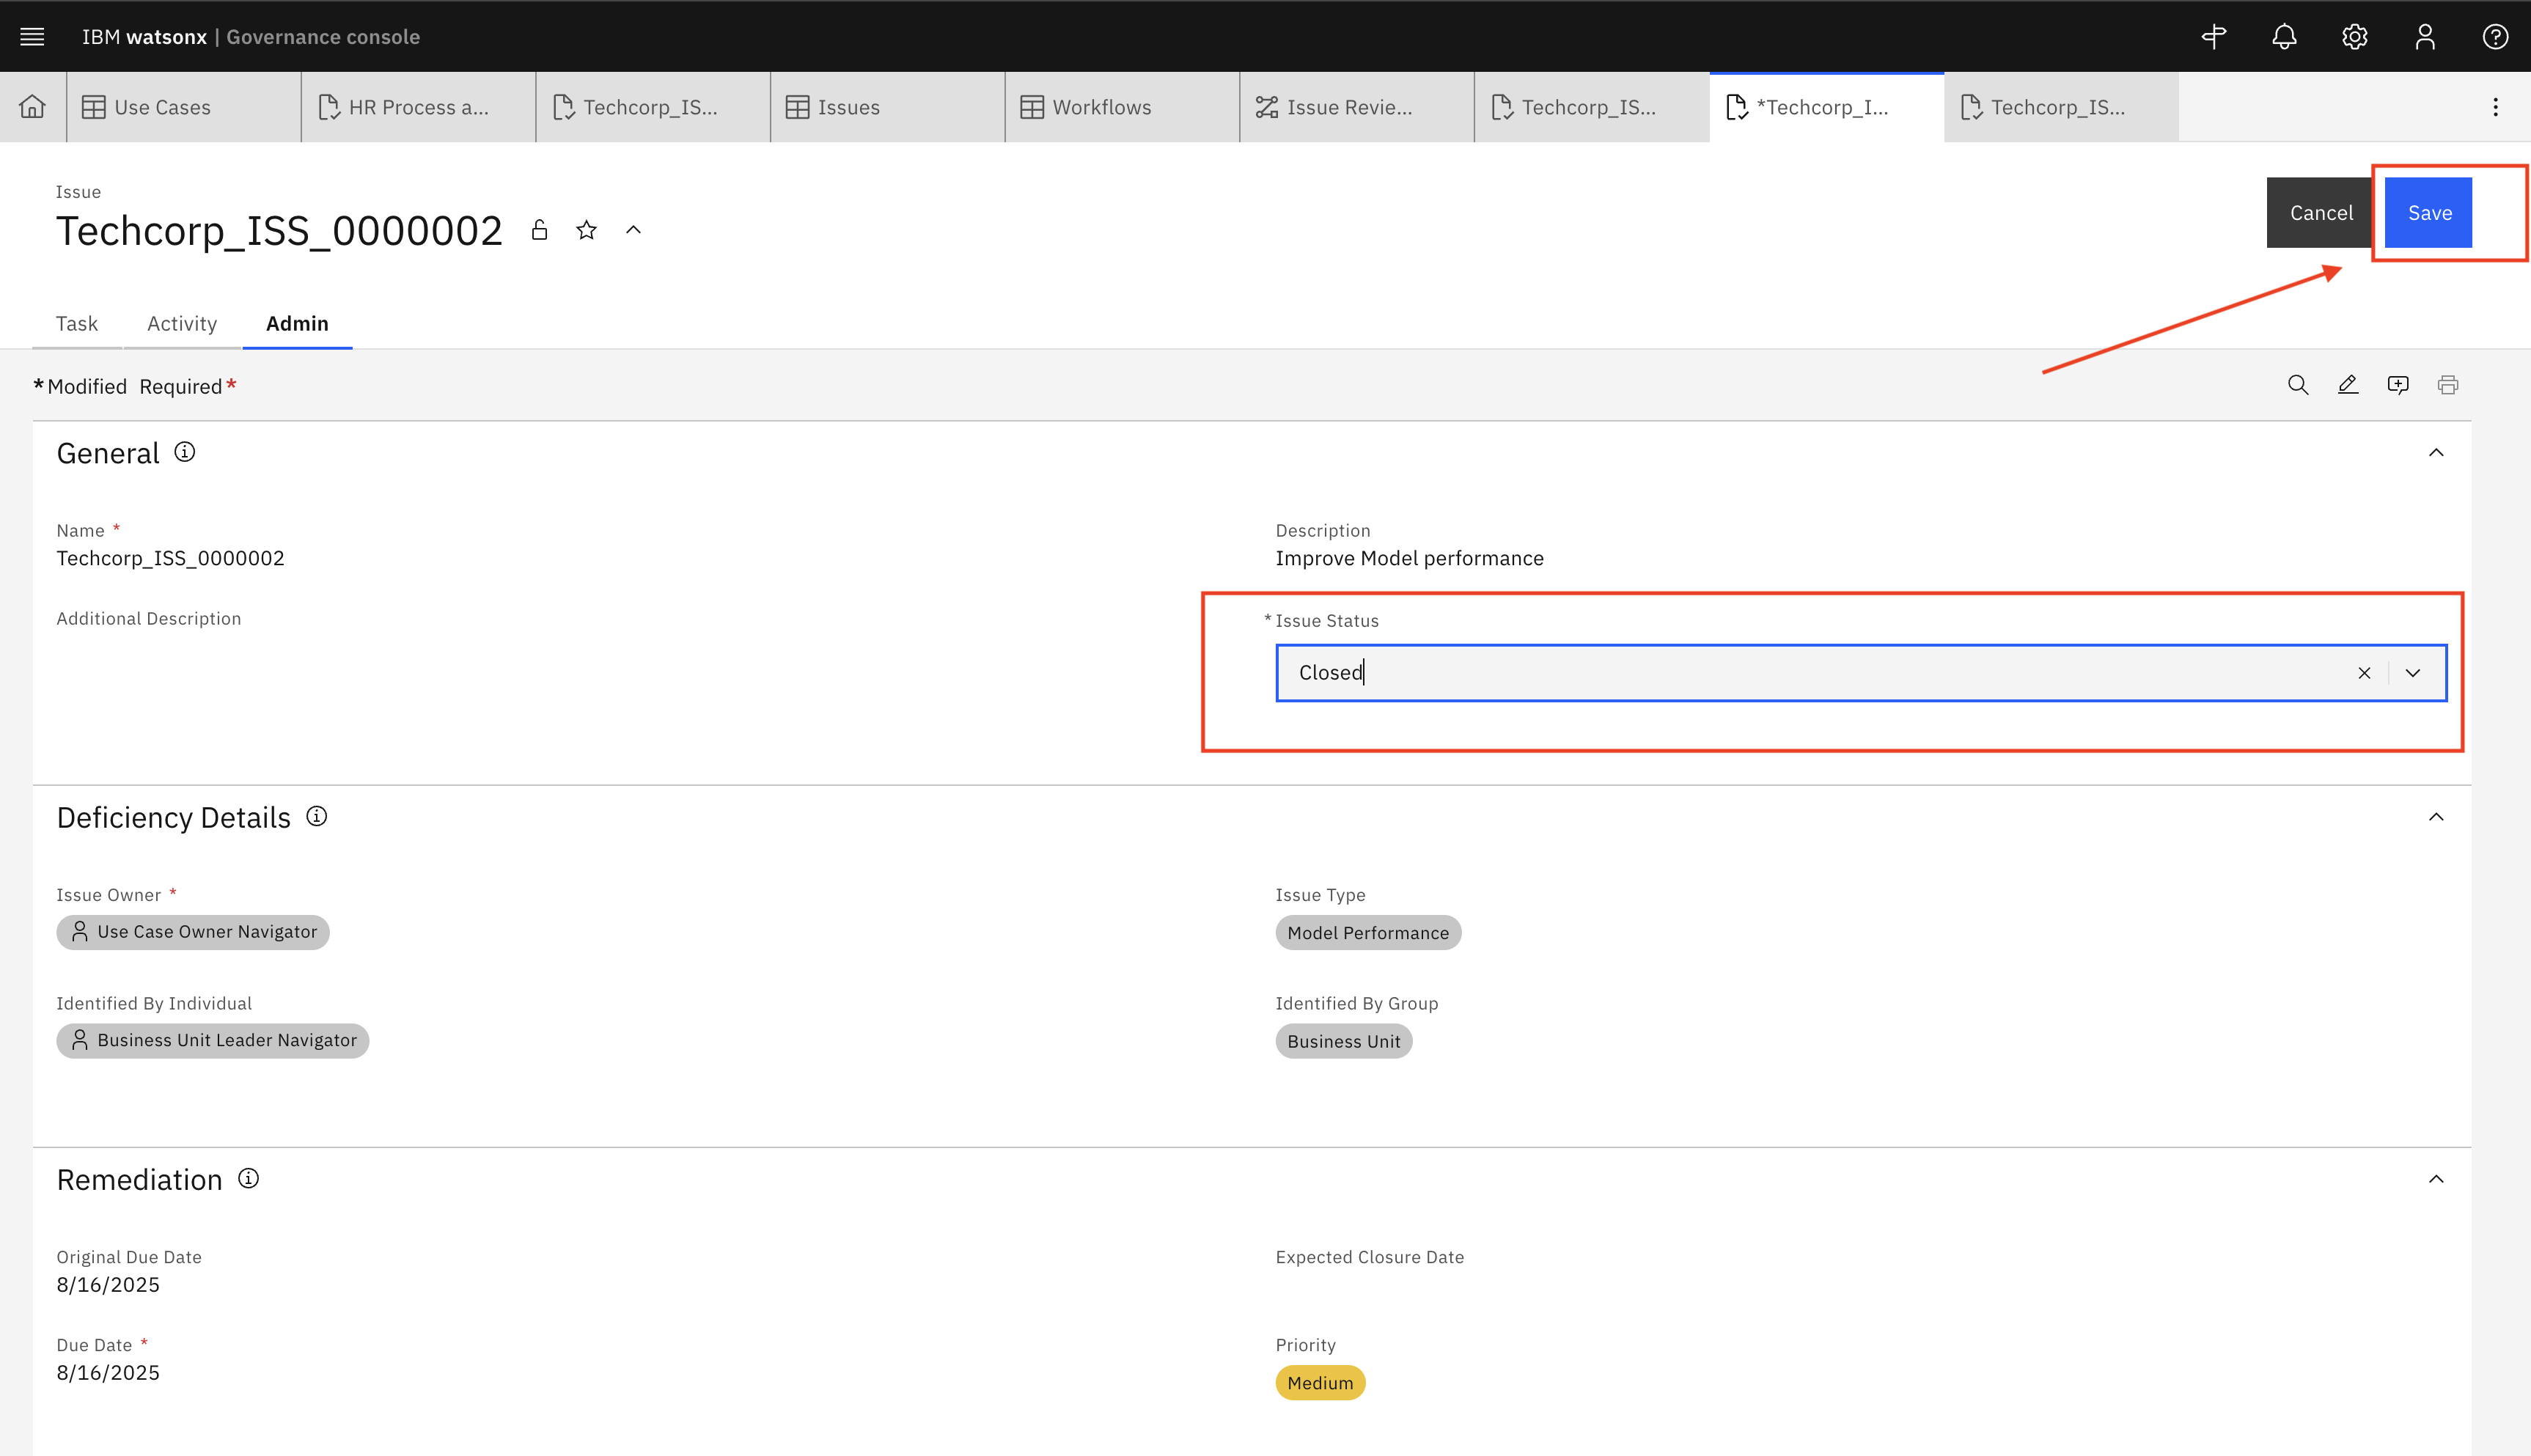 IBM watsonx | Governance console
Use Cases
HR Process a...
Techcorp_IS...
Issues
Workflows
Issue Revie...
Techcorp_IS...
*Techcorp_I...
Techcorp_IS...
Issue
Techcorp_ISS_0000002
Cancel
Save
Task
Activity
Admin
*Modified Required*
General
Name *
Techcorp_ISS_0000002
Description
Improve Model performance
Additional Description
* Issue Status
Closed
Deficiency Details
Issue Owner *
Use Case Owner Navigator
Issue Type
Model Performance
Identified By Individual
Business Unit Leader Navigator
Identified By Group
Business Unit
Remediation
Original Due Date
8/16/2025
Expected Closure Date
Due Date *
8/16/2025
Priority
Medium